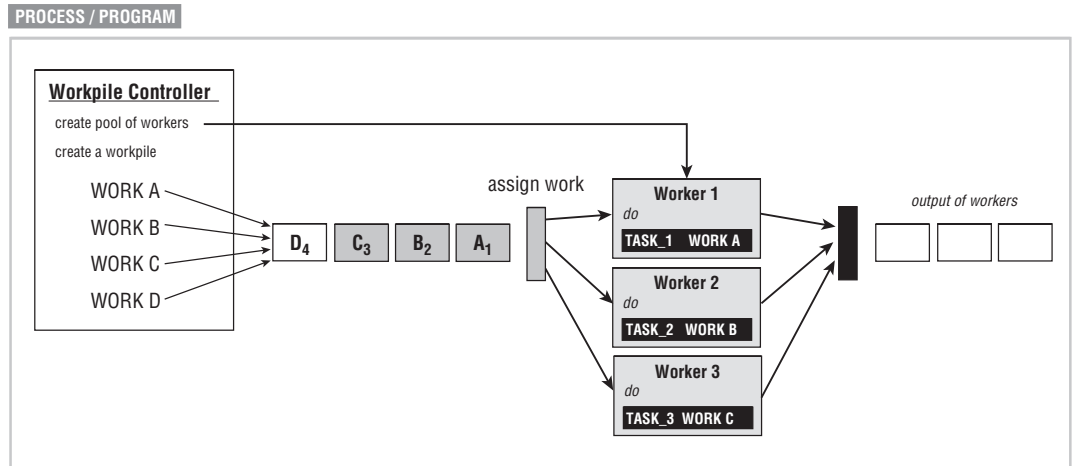 PROCESS / PROGRAM
Workpile Controller
create pool of workers
create a workpile
WORK A
WORK B
WORK C
WORK D
D4
C3
B2
A1
assign work
Worker 1
do
TASK_1 WORK A
Worker 2
do
TASK_2 WORK B
Worker 3
do
TASK_3 WORK C
output of workers